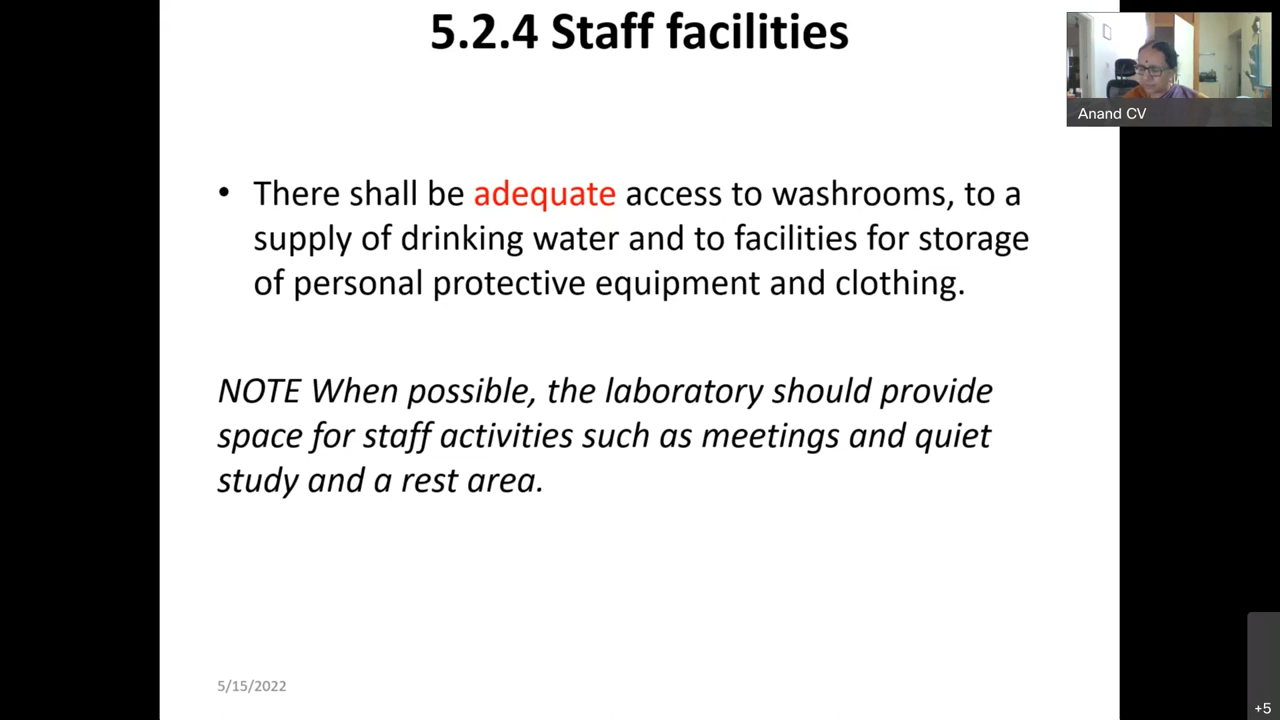 5.2.4 Staff facilities
Anand CV
• There shall be adequate access to washrooms, to a
supply of drinking water and to facilities for storage
of personal protective equipment and clothing.
NOTE When possible, the laboratory should provide
space for staff activities such as meetings and quiet
study and a rest area.
5/15/2022
+5